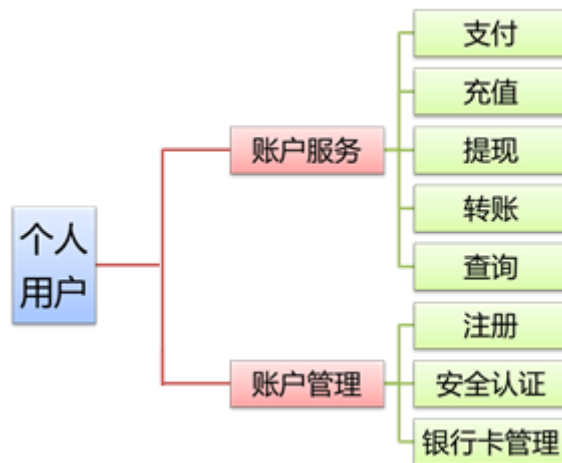 个人
用户
账户服务
支付
充值
提现
转账
查询
账户管理
注册
安全认证
银行卡管理